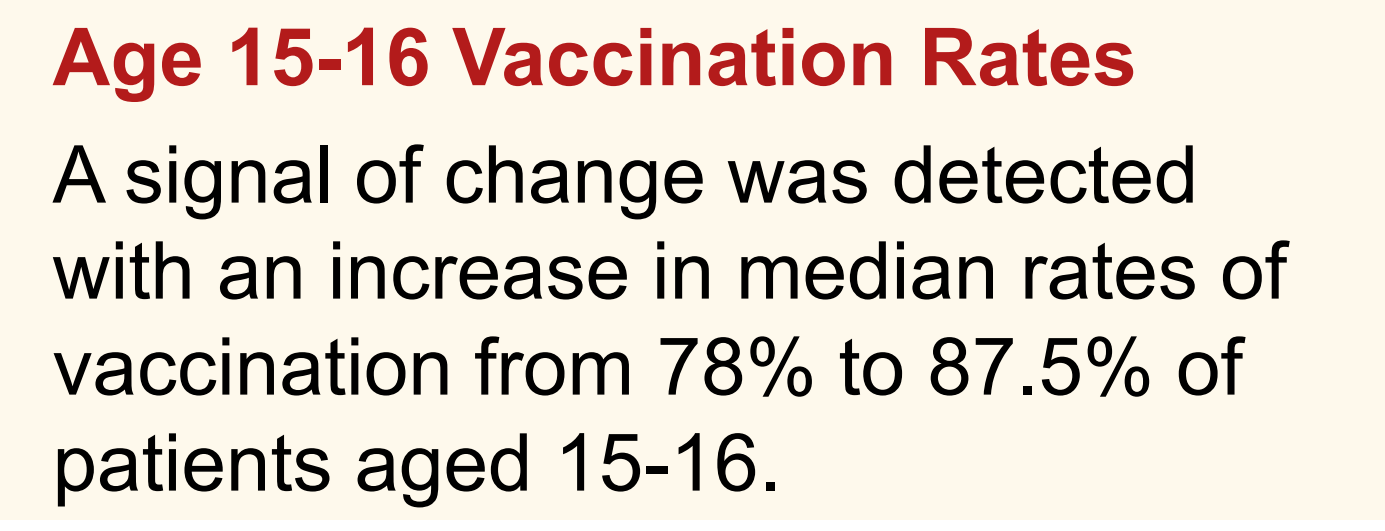 Age 15-16 Vaccination Rates
A signal of change was detected
with an increase in median rates of
vaccination from 78% to 87.5% of
patients aged 15-16.